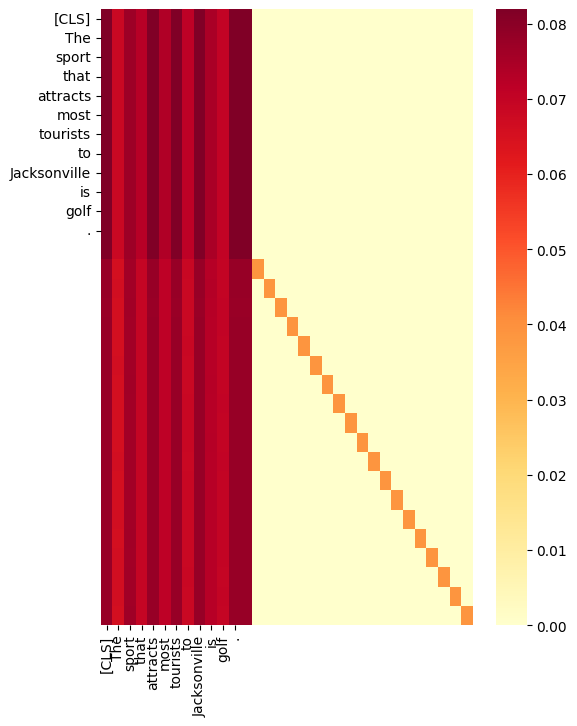 [CLS]
The
sport
that
attracts
most
tourists
to
Jacksonville
is
golf
.
0.08
0.07
0.06
0.05
0.04
0.03
0.02
0.01
0.00
[CLS]
The
sport
that
attracts
most
tourists
to
Jacksonville
is
golf
.